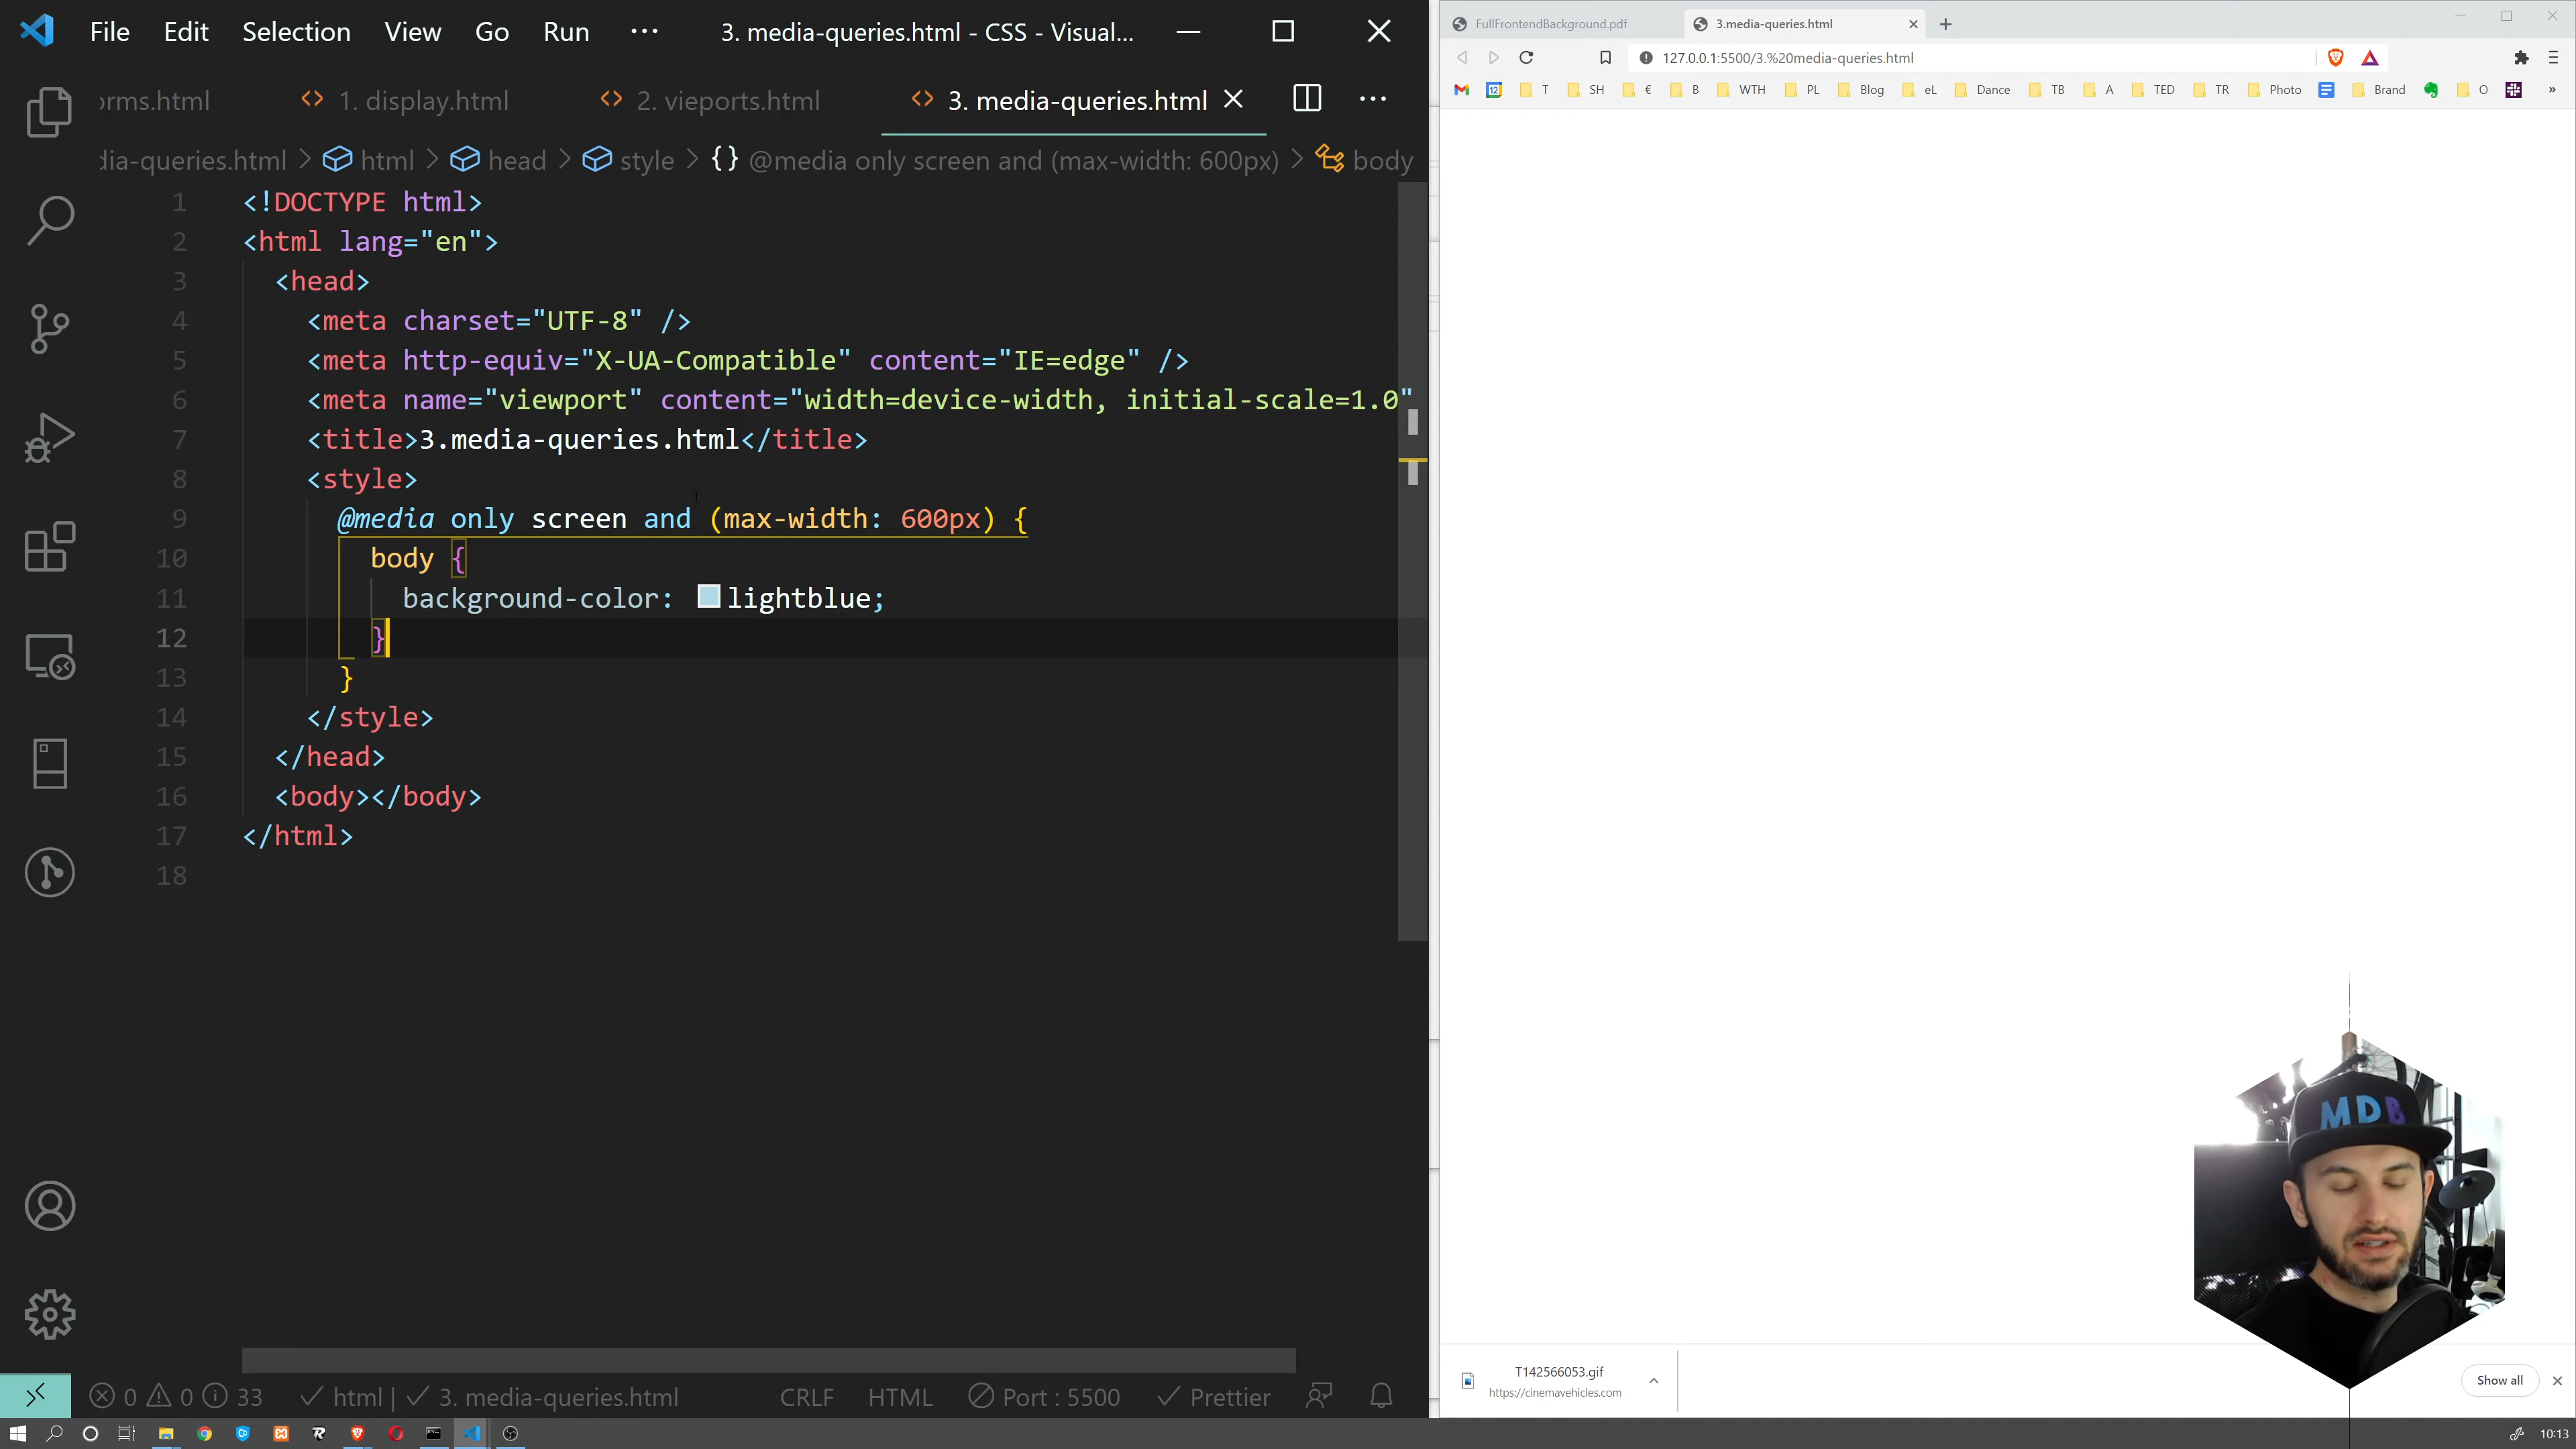 File Edit Selection View Go Run ··· 3. media-queries.html - CSS - Visual...
orms.html 1. display.html 2. vieports.html 3. media-queries.html
dia-queries.html > html > head > style > {} @media only screen and (max-width: 600px) > body
1 <!DOCTYPE html>
2 <html lang="en">
3 <head>
4 <meta charset="UTF-8" />
5 <meta http-equiv="X-UA-Compatible" content="IE=edge" />
6 <meta name="viewport" content="width=device-width, initial-scale=1.0"
7 <title>3.media-queries.html</title>
8 <style>
9 @media only screen and (max-width: 600px) {
10 body {
11 background-color: lightblue;
12 }
13 }
14 </style>
15 </head>
16 <body></body>
17 </html>
18
0 0 33 html | 3. media-queries.html CRLF HTML Port : 5500 Prettier
FullFrontendBackground.pdf 3.media-queries.html
127.0.0.1:5500/3.%20media-queries.html
12 T SH € B WTH PL Blog eL Dance TB A TED TR Photo Brand O »
MDB
T142566053.gif
https://cinemavehicles.com
Show all
10:13